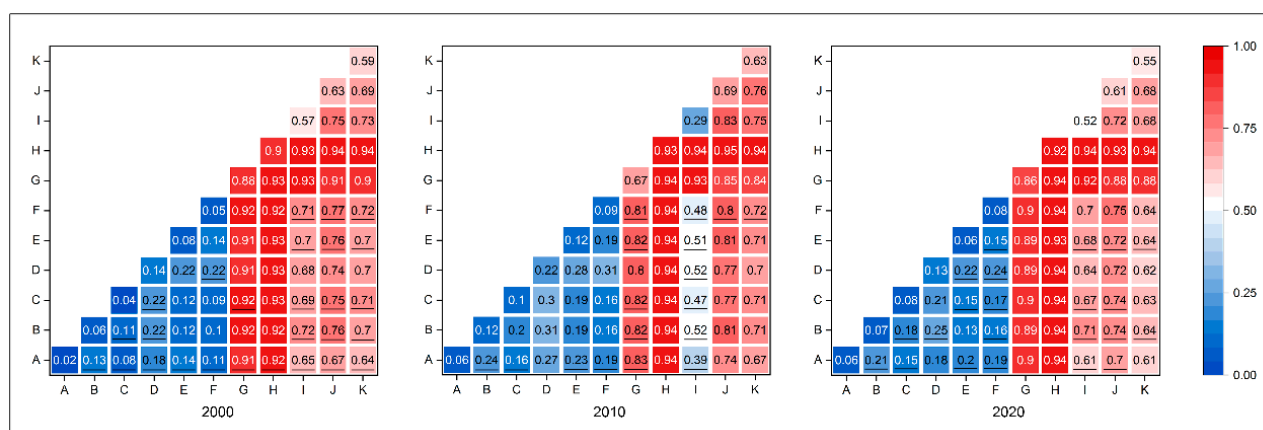 K 0.59 K 0.63 K 0.55 1.00
J 0.63 0.69 J 0.69 0.76 J 0.61 0.68
I 0.57 0.75 0.73 I 0.29 0.83 0.75 I 0.52 0.72 0.68
H 0.9 0.93 0.94 0.94 H 0.93 0.94 0.95 0.94 H 0.92 0.94 0.93 0.94 0.75
G 0.88 0.93 0.93 0.91 0.9 G 0.67 0.94 0.93 0.85 0.84 G 0.86 0.94 0.92 0.88 0.88
F 0.05 0.92 0.92 0.71 0.77 0.72 F 0.09 0.81 0.94 0.48 0.8 0.72 F 0.08 0.9 0.94 0.7 0.75 0.64 0.50
E 0.08 0.14 0.91 0.93 0.7 0.76 0.7 E 0.12 0.19 0.82 0.94 0.51 0.81 0.71 E 0.06 0.15 0.89 0.93 0.68 0.72 0.64
D 0.14 0.22 0.22 0.91 0.93 0.68 0.74 0.7 D 0.22 0.28 0.31 0.8 0.94 0.52 0.77 0.7 D 0.13 0.22 0.24 0.89 0.94 0.64 0.72 0.62
C 0.04 0.22 0.12 0.09 0.92 0.93 0.69 0.75 0.71 C 0.1 0.3 0.19 0.16 0.82 0.94 0.47 0.77 0.71 C 0.08 0.21 0.15 0.17 0.9 0.94 0.67 0.74 0.63 0.25
B 0.06 0.11 0.22 0.12 0.1 0.92 0.92 0.72 0.76 0.7 B 0.12 0.2 0.31 0.19 0.16 0.82 0.94 0.52 0.81 0.71 B 0.07 0.18 0.25 0.13 0.16 0.89 0.94 0.71 0.74 0.64
A 0.02 0.13 0.08 0.18 0.14 0.11 0.91 0.92 0.65 0.67 0.64 A 0.06 0.24 0.16 0.27 0.23 0.19 0.83 0.94 0.39 0.74 0.67 A 0.06 0.21 0.15 0.18 0.2 0.19 0.9 0.94 0.61 0.7 0.61 0.00
A B C D E F G H I J K A B C D E F G H I J K A B C D E F G H I J K
2000 2010 2020